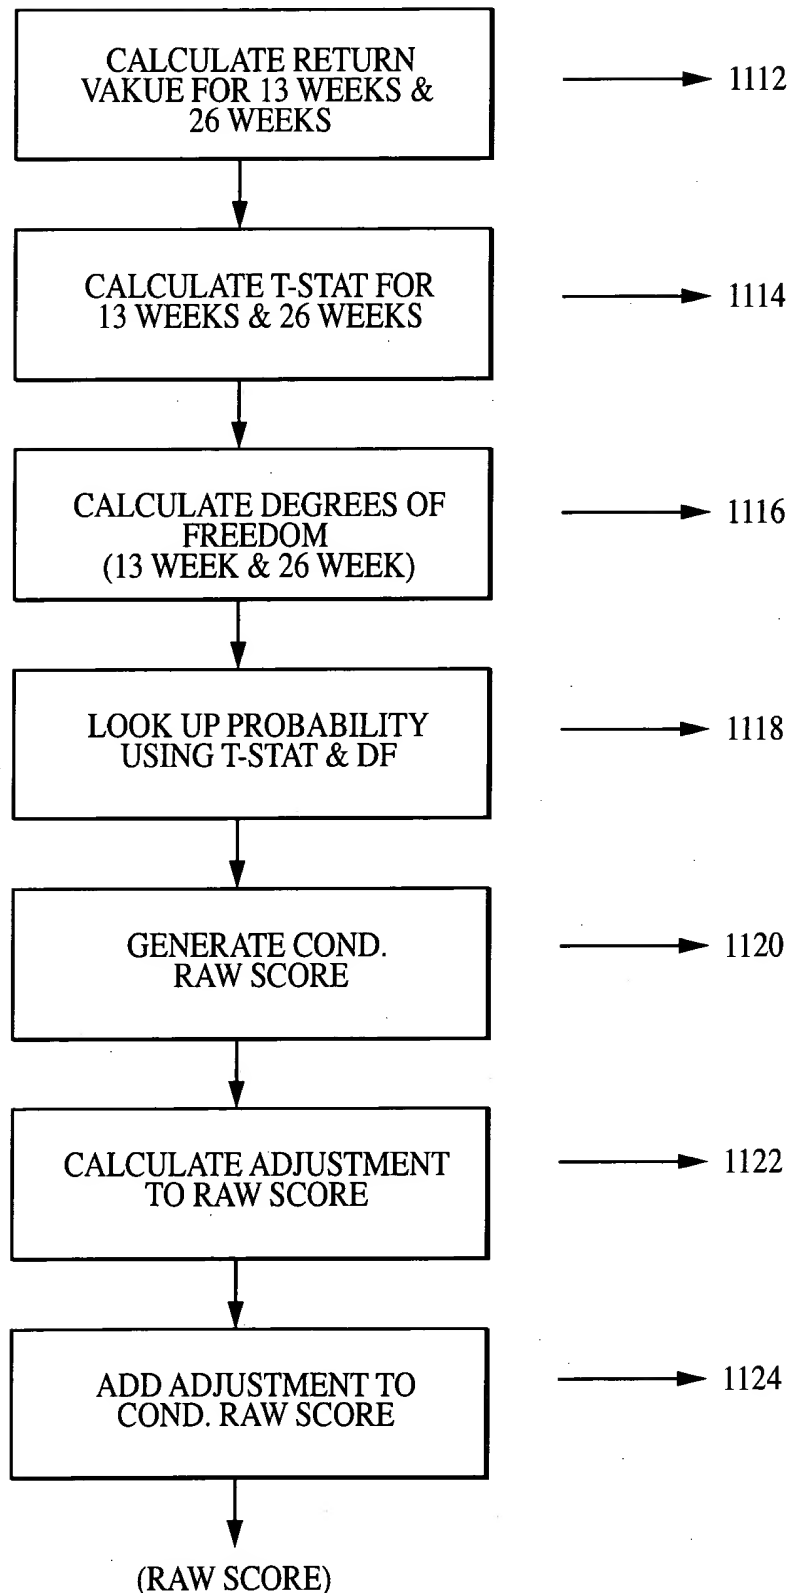 CALCULATE RETURN
VAKUE FOR 13 WEEKS &
26 WEEKS
1112
CALCULATE T-STAT FOR
13 WEEKS & 26 WEEKS
1114
CALCULATE DEGREES OF
FREEDOM
(13 WEEK & 26 WEEK)
1116
LOOK UP PROBABILITY
USING T-STAT & DF
1118
GENERATE COND.
RAW SCORE
1120
CALCULATE ADJUSTMENT
TO RAW SCORE
1122
ADD ADJUSTMENT TO
COND. RAW SCORE
1124
(RAW SCORE)